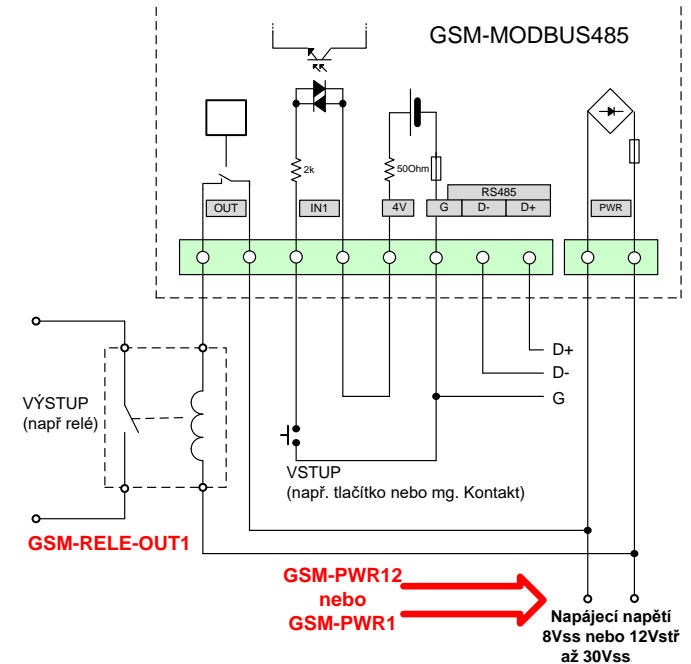 GSM-MODBUS485
2k
50Ohm
RS485
OUT
IN1
4V
G
D-
D+
PWR
D+
D-
G
VÝSTUP
(např relé)
VSTUP
(např. tlačítko nebo mg. Kontakt)
GSM-RELE-OUT1
GSM-PWR12
nebo
GSM-PWR1
Napájecí napětí
8Vss nebo 12Vstř
až 30Vss